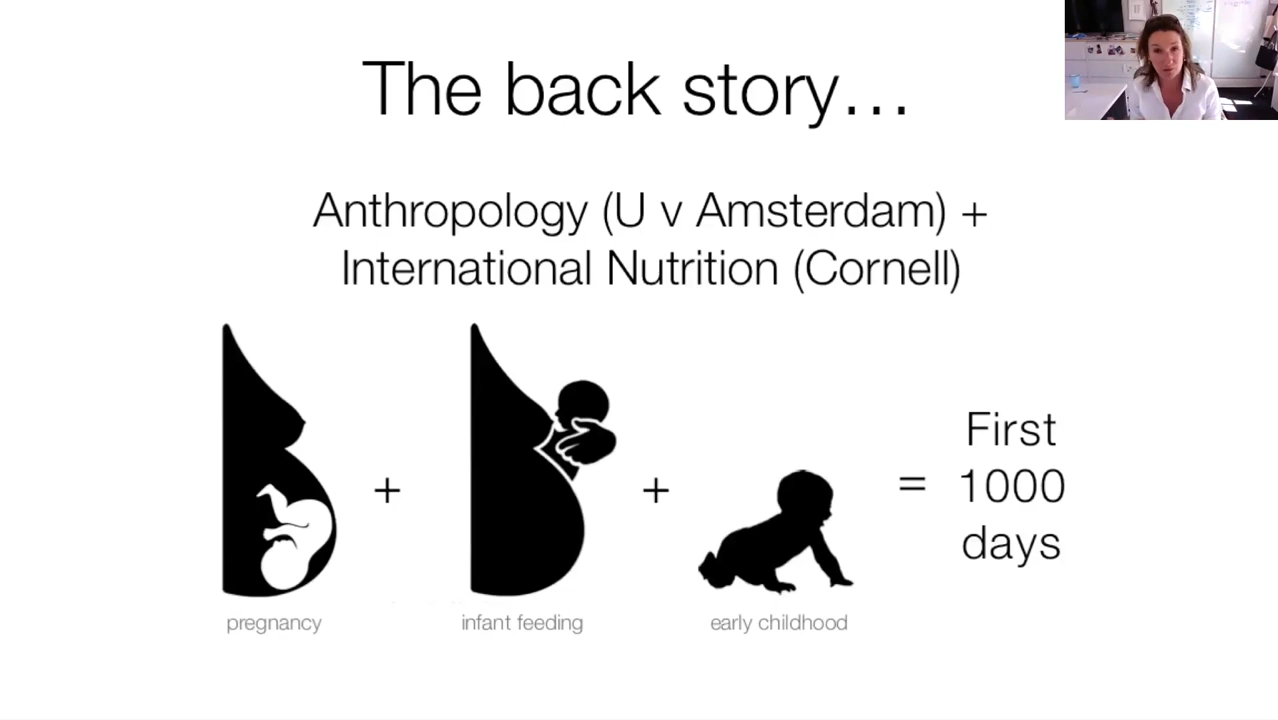 The back story…
Anthropology (U v Amsterdam) +
International Nutrition (Cornell)
+
+
=
First
1000
days
pregnancy
infant feeding
early childhood